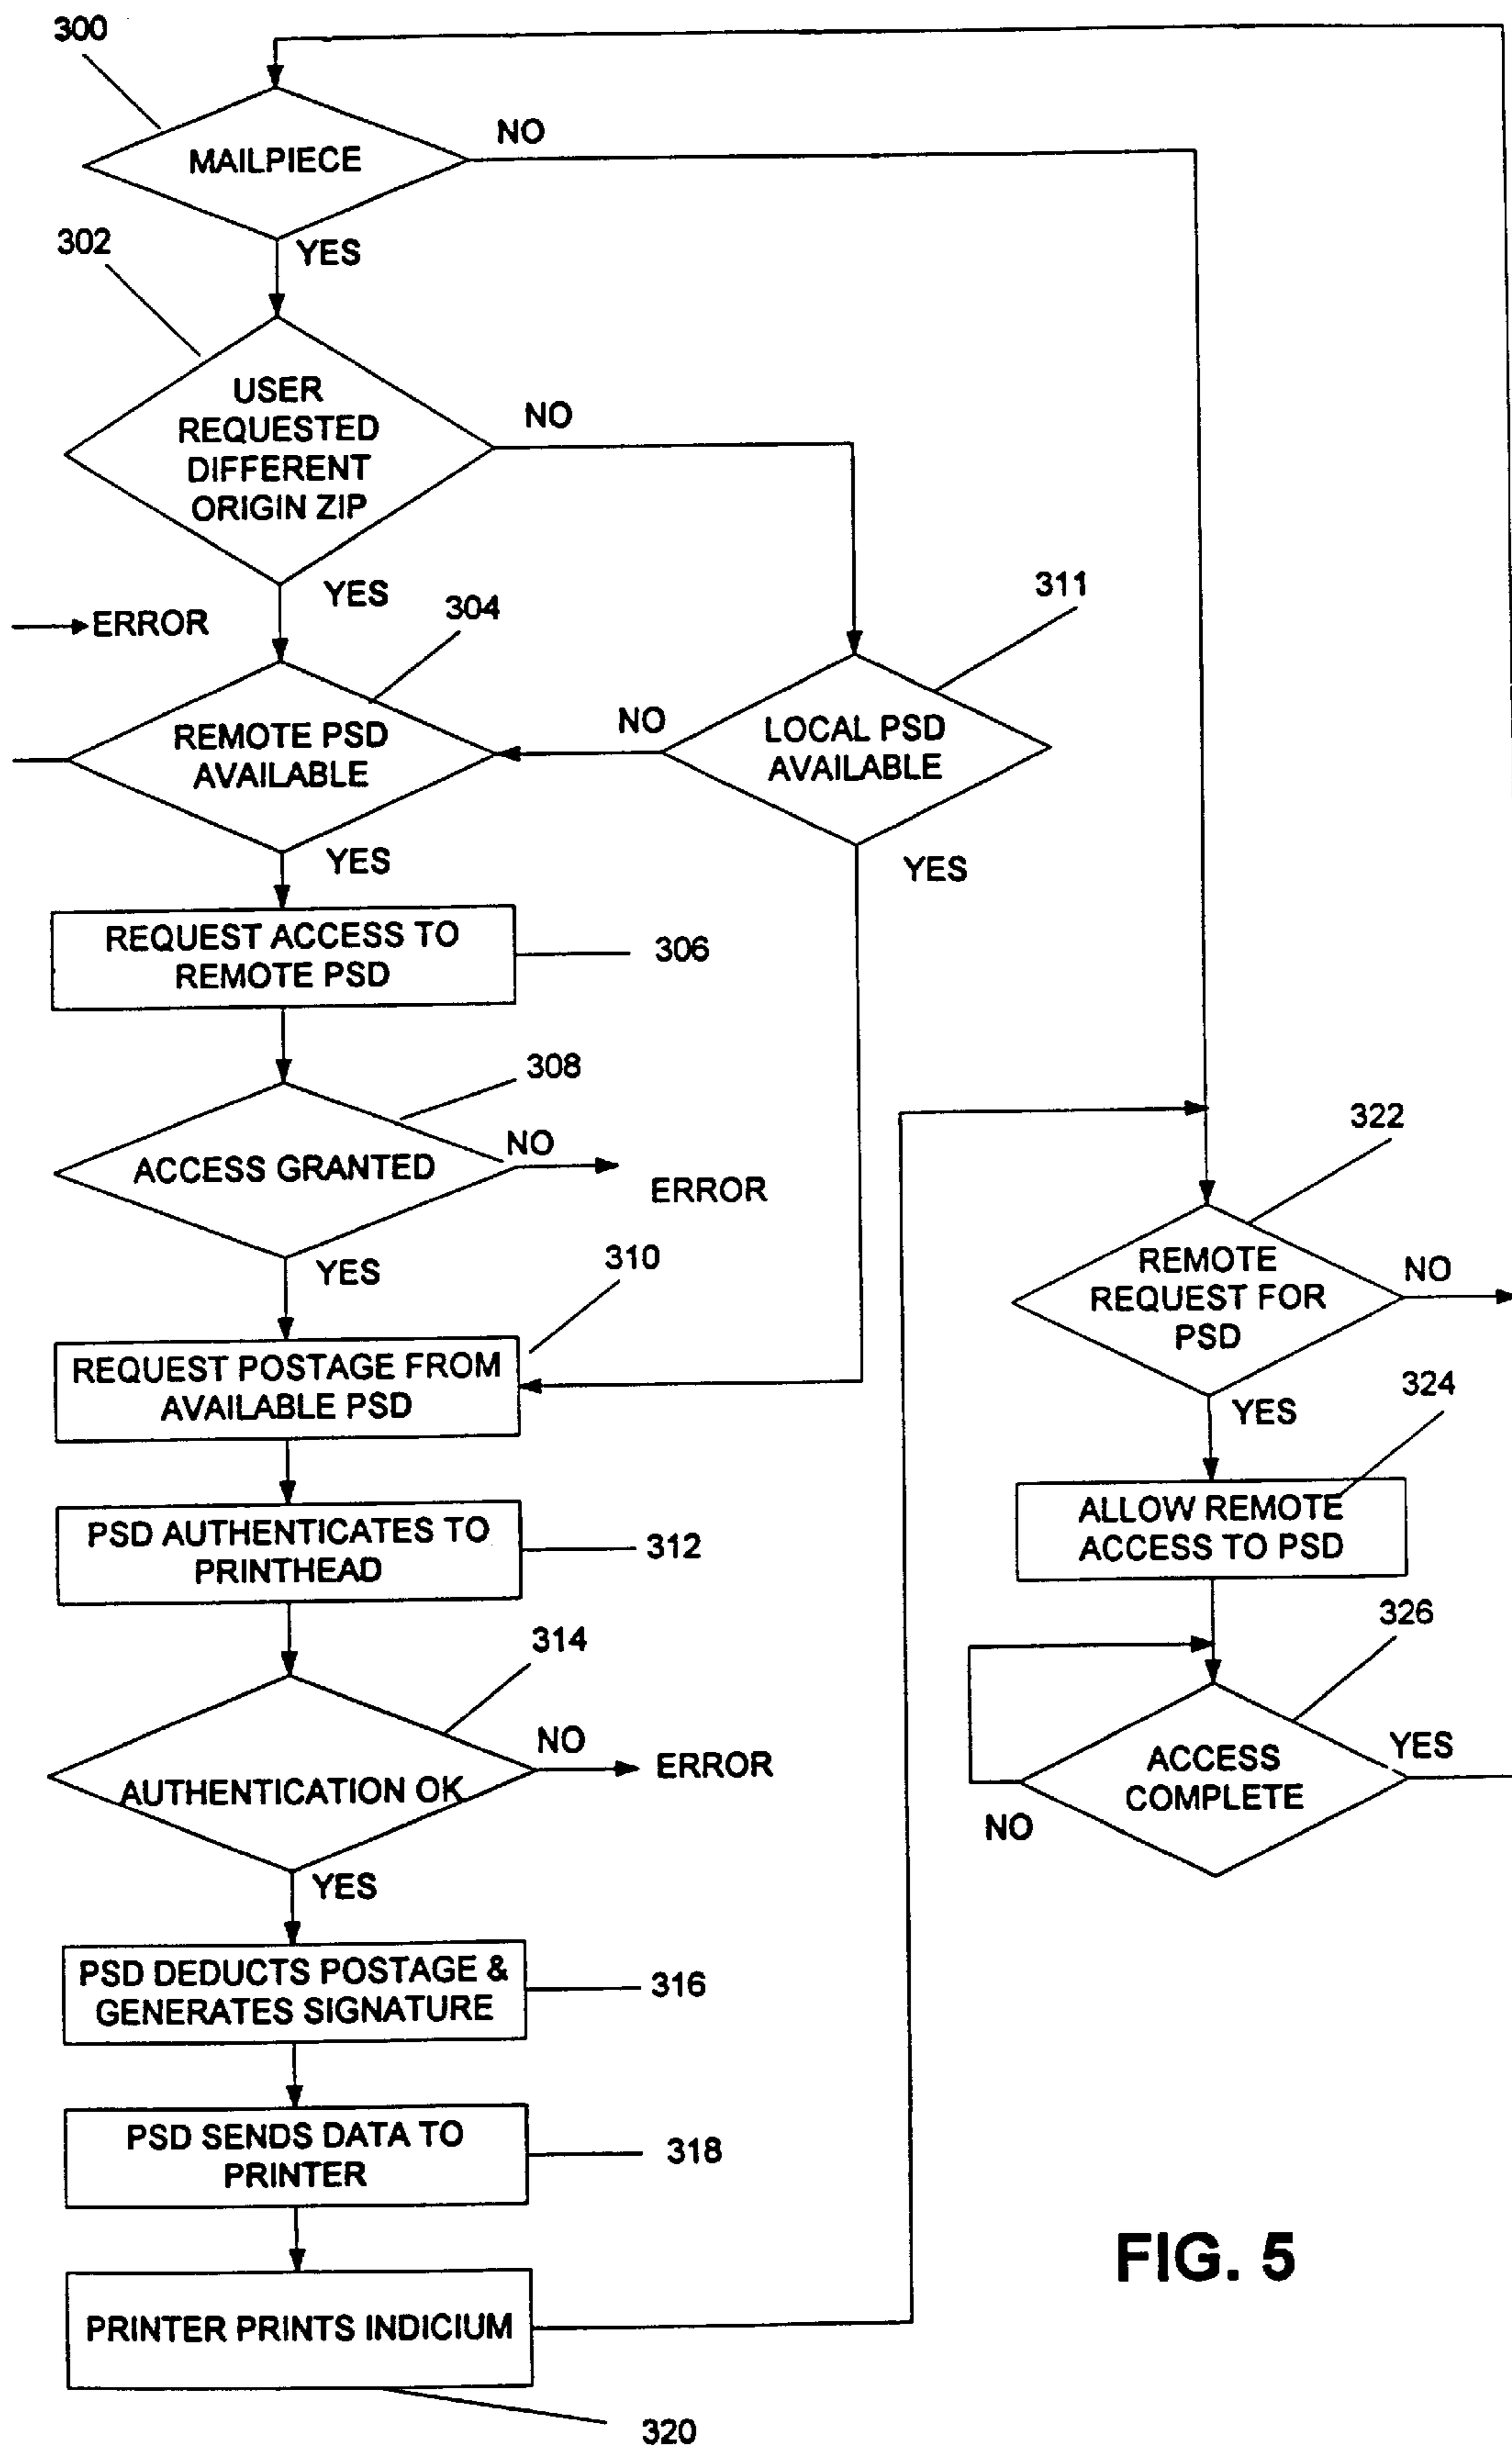 300
MAILPIECE
NO
YES
302
USER
REQUESTED
DIFFERENT
ORIGIN ZIP
NO
YES
ERROR
304
311
REMOTE PSD
AVAILABLE
NO
LOCAL PSD
AVAILABLE
YES
YES
REQUEST ACCESS TO
REMOTE PSD
306
308
ACCESS GRANTED
NO
ERROR
YES
310
REQUEST POSTAGE FROM
AVAILABLE PSD
PSD AUTHENTICATES TO
PRINTHEAD
312
314
AUTHENTICATION OK
NO
ERROR
YES
PSD DEDUCTS POSTAGE &
GENERATES SIGNATURE
316
PSD SENDS DATA TO
PRINTER
318
PRINTER PRINTS INDICIUM
320
322
REMOTE
REQUEST FOR
PSD
NO
YES
324
ALLOW REMOTE
ACCESS TO PSD
326
ACCESS
COMPLETE
YES
NO
FIG. 5